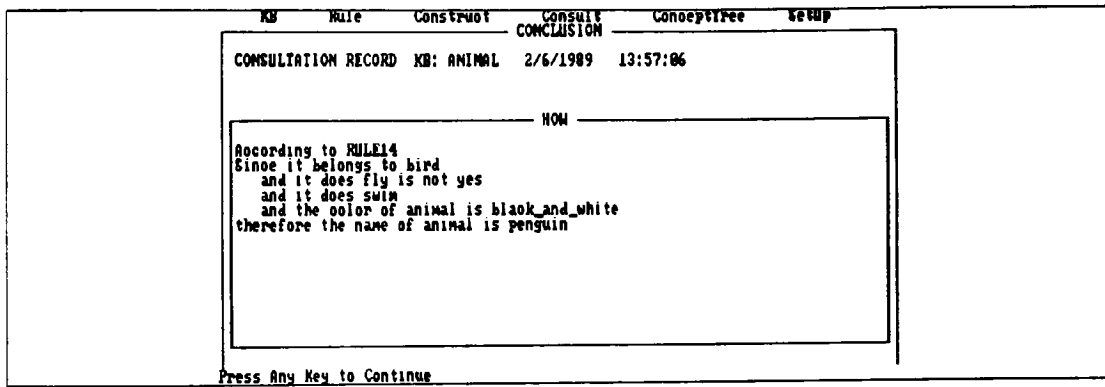 KB Rule Construct Consult ConceptTree Setup
CONCLUSION
CONSULTATION RECORD KB: ANIMAL 2/6/1989 13:57:06
HOW
According to RULE14
Since it belongs to bird
and it does fly is not yes
and it does swim
and the color of animal is black_and_white
therefore the name of animal is penguin
Press Any Key to Continue